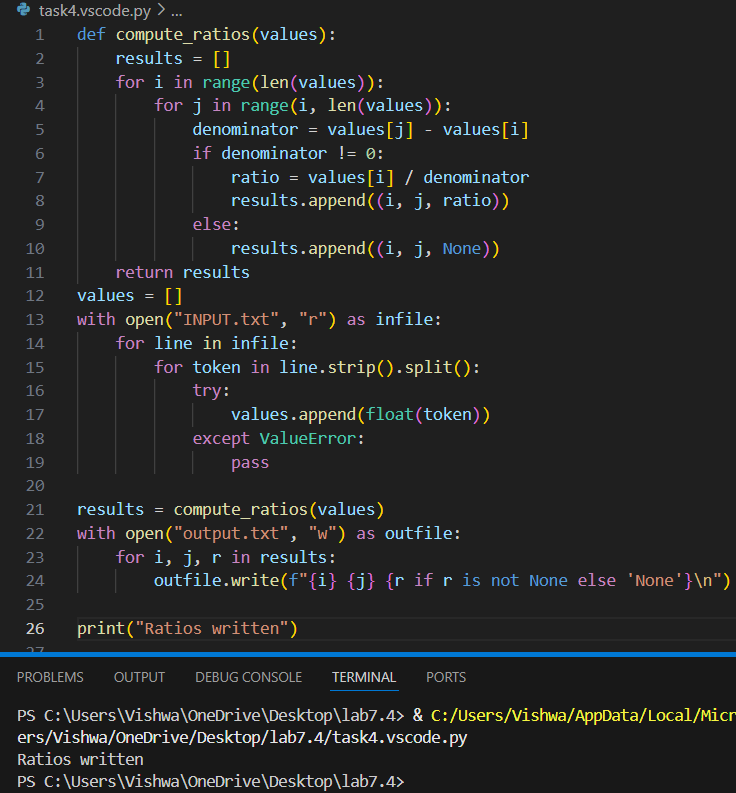 task4.vscode.py > ...
1 def compute_ratios(values):
2     results = []
3     for i in range(len(values)):
4         for j in range(i, len(values)):
5             denominator = values[j] - values[i]
6             if denominator != 0:
7                 ratio = values[i] / denominator
8                 results.append((i, j, ratio))
9             else:
10                 results.append((i, j, None))
11     return results
12 values = []
13 with open("INPUT.txt", "r") as infile:
14     for line in infile:
15         for token in line.strip().split():
16             try:
17                 values.append(float(token))
18             except ValueError:
19                 pass
20
21 results = compute_ratios(values)
22 with open("output.txt", "w") as outfile:
23     for i, j, r in results:
24         outfile.write(f"{i} {j} {r if r is not None else 'None'}\n")
25
26 print("Ratios written")
27
PROBLEMS OUTPUT DEBUG CONSOLE TERMINAL PORTS
PS C:\Users\Vishwa\OneDrive\Desktop\lab7.4> & C:/Users/Vishwa/AppData/Local/Micr
ers/Vishwa/OneDrive/Desktop/lab7.4/task4.vscode.py
Ratios written
PS C:\Users\Vishwa\OneDrive\Desktop\lab7.4>